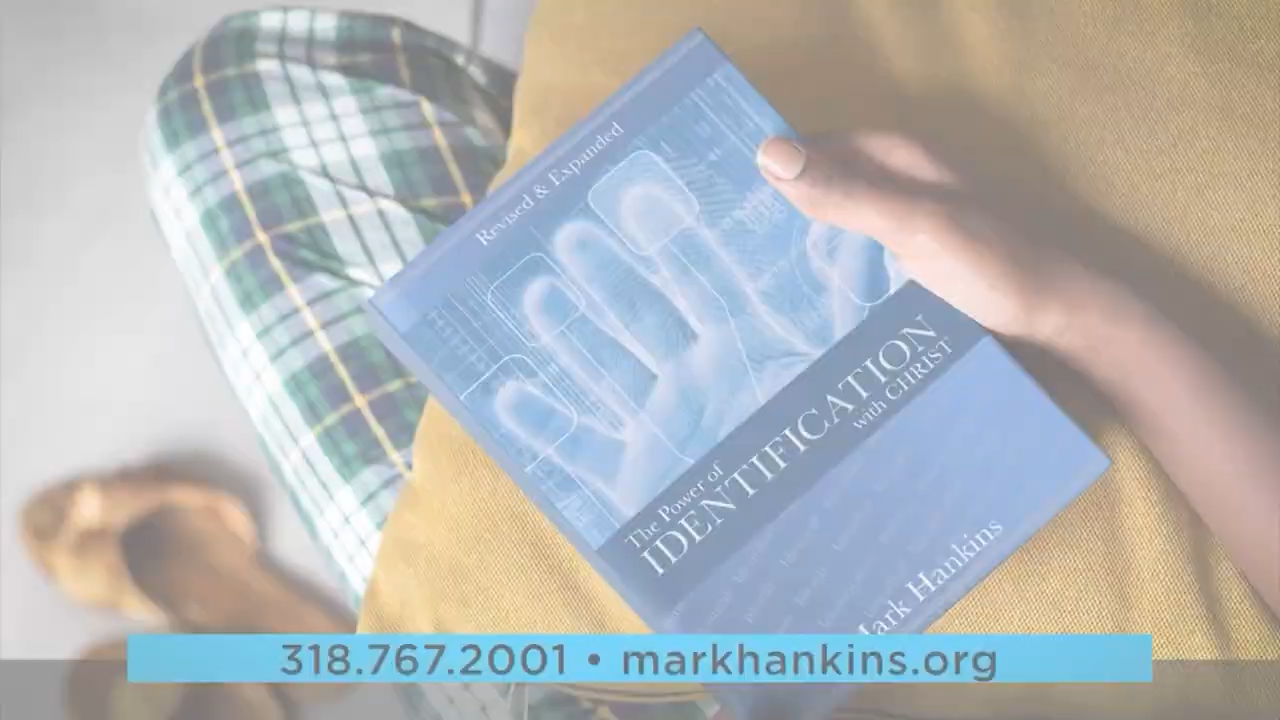 Revised & Expanded
The Power of
IDENTIFICATION
with CHRIST
Mark Hankins
318.767.2001 • markhankins.org